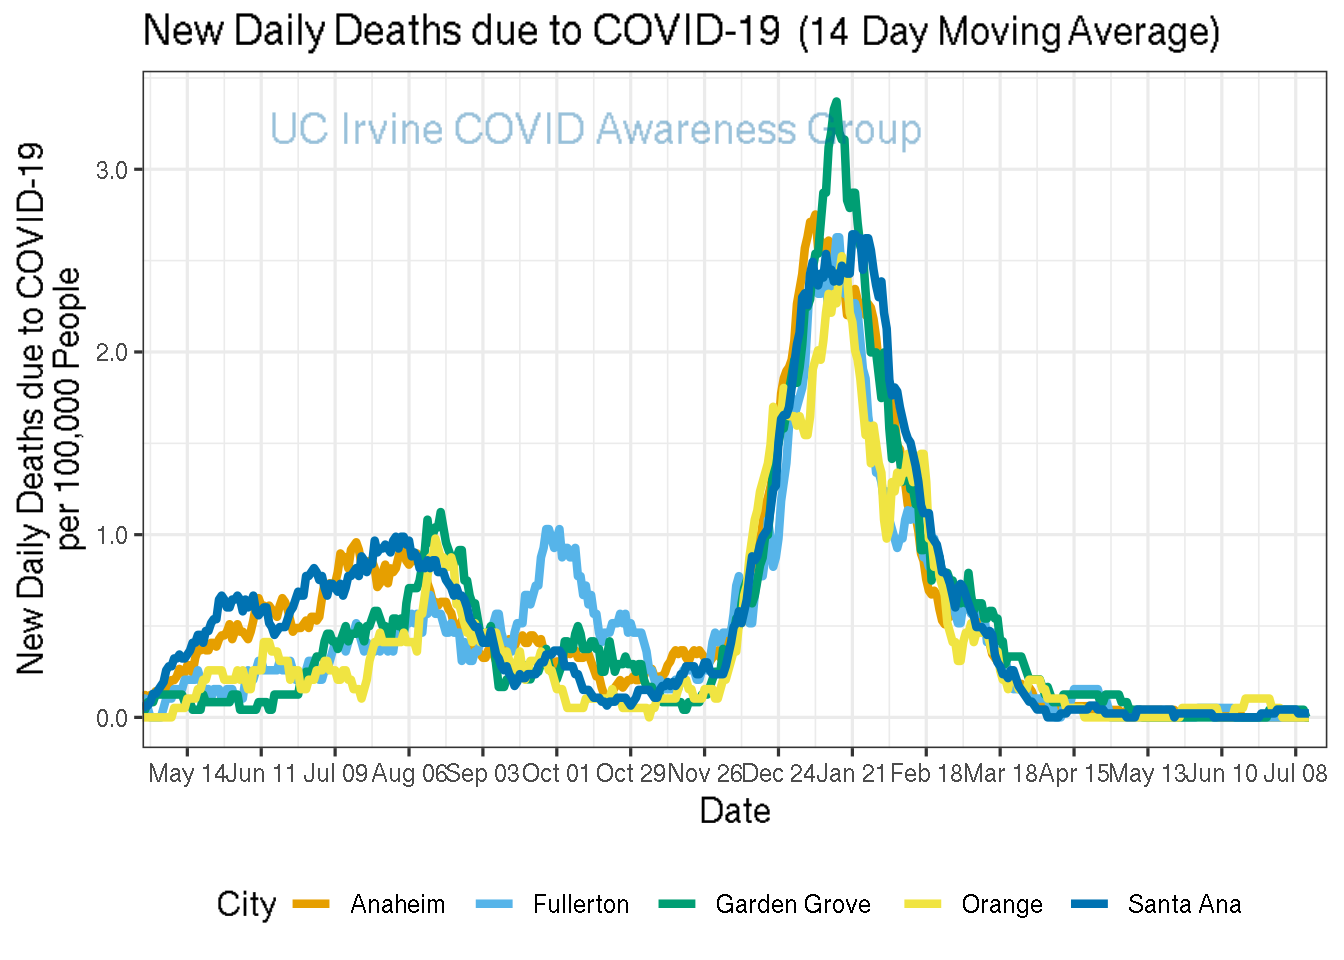 New Daily Deaths due to COVID-19 (14 Day Moving Average)
UC Irvine COVID Awareness Group
New Daily Deaths due to COVID-19
per 100,000 People
3.0
2.0
1.0
0.0
May 14 Jun 11 Jul 09 Aug 06 Sep 03 Oct 01 Oct 29 Nov 26 Dec 24 Jan 21 Feb 18 Mar 18 Apr 15 May 13 Jun 10 Jul 08
Date
City Anaheim Fullerton Garden Grove Orange Santa Ana